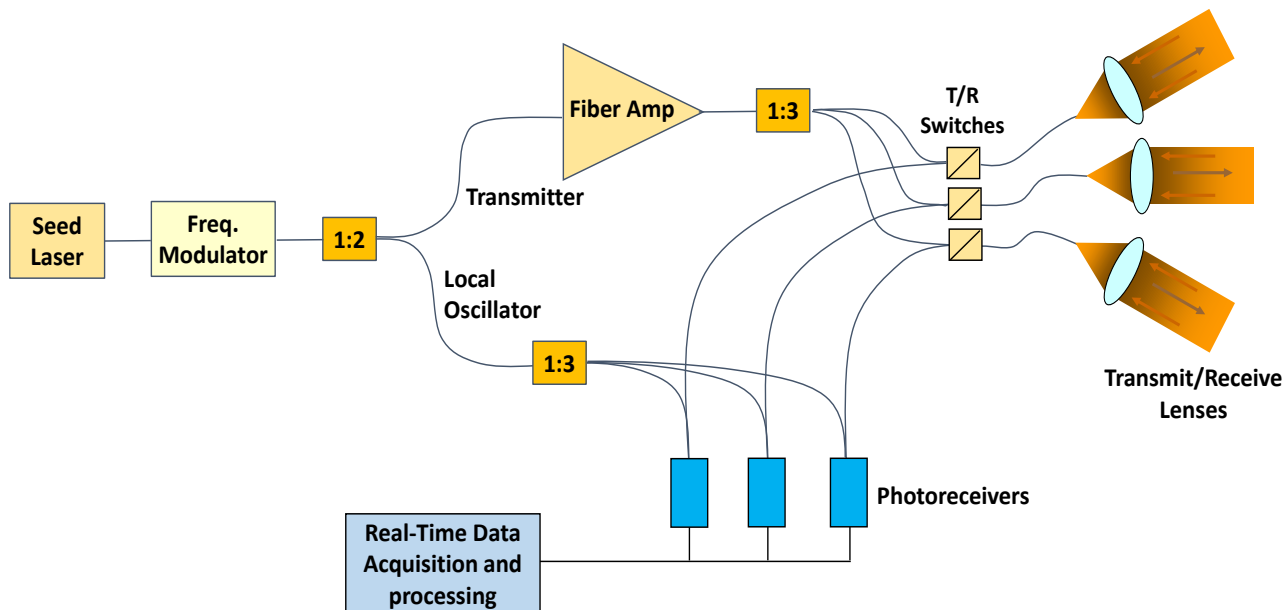 Fiber Amp
1:3
T/R
Switches
Transmitter
Seed
Laser
Freq.
Modulator
1:2
Local
Oscillator
1:3
Transmit/Receive
Lenses
Photoreceivers
Real-Time Data
Acquisition and
processing